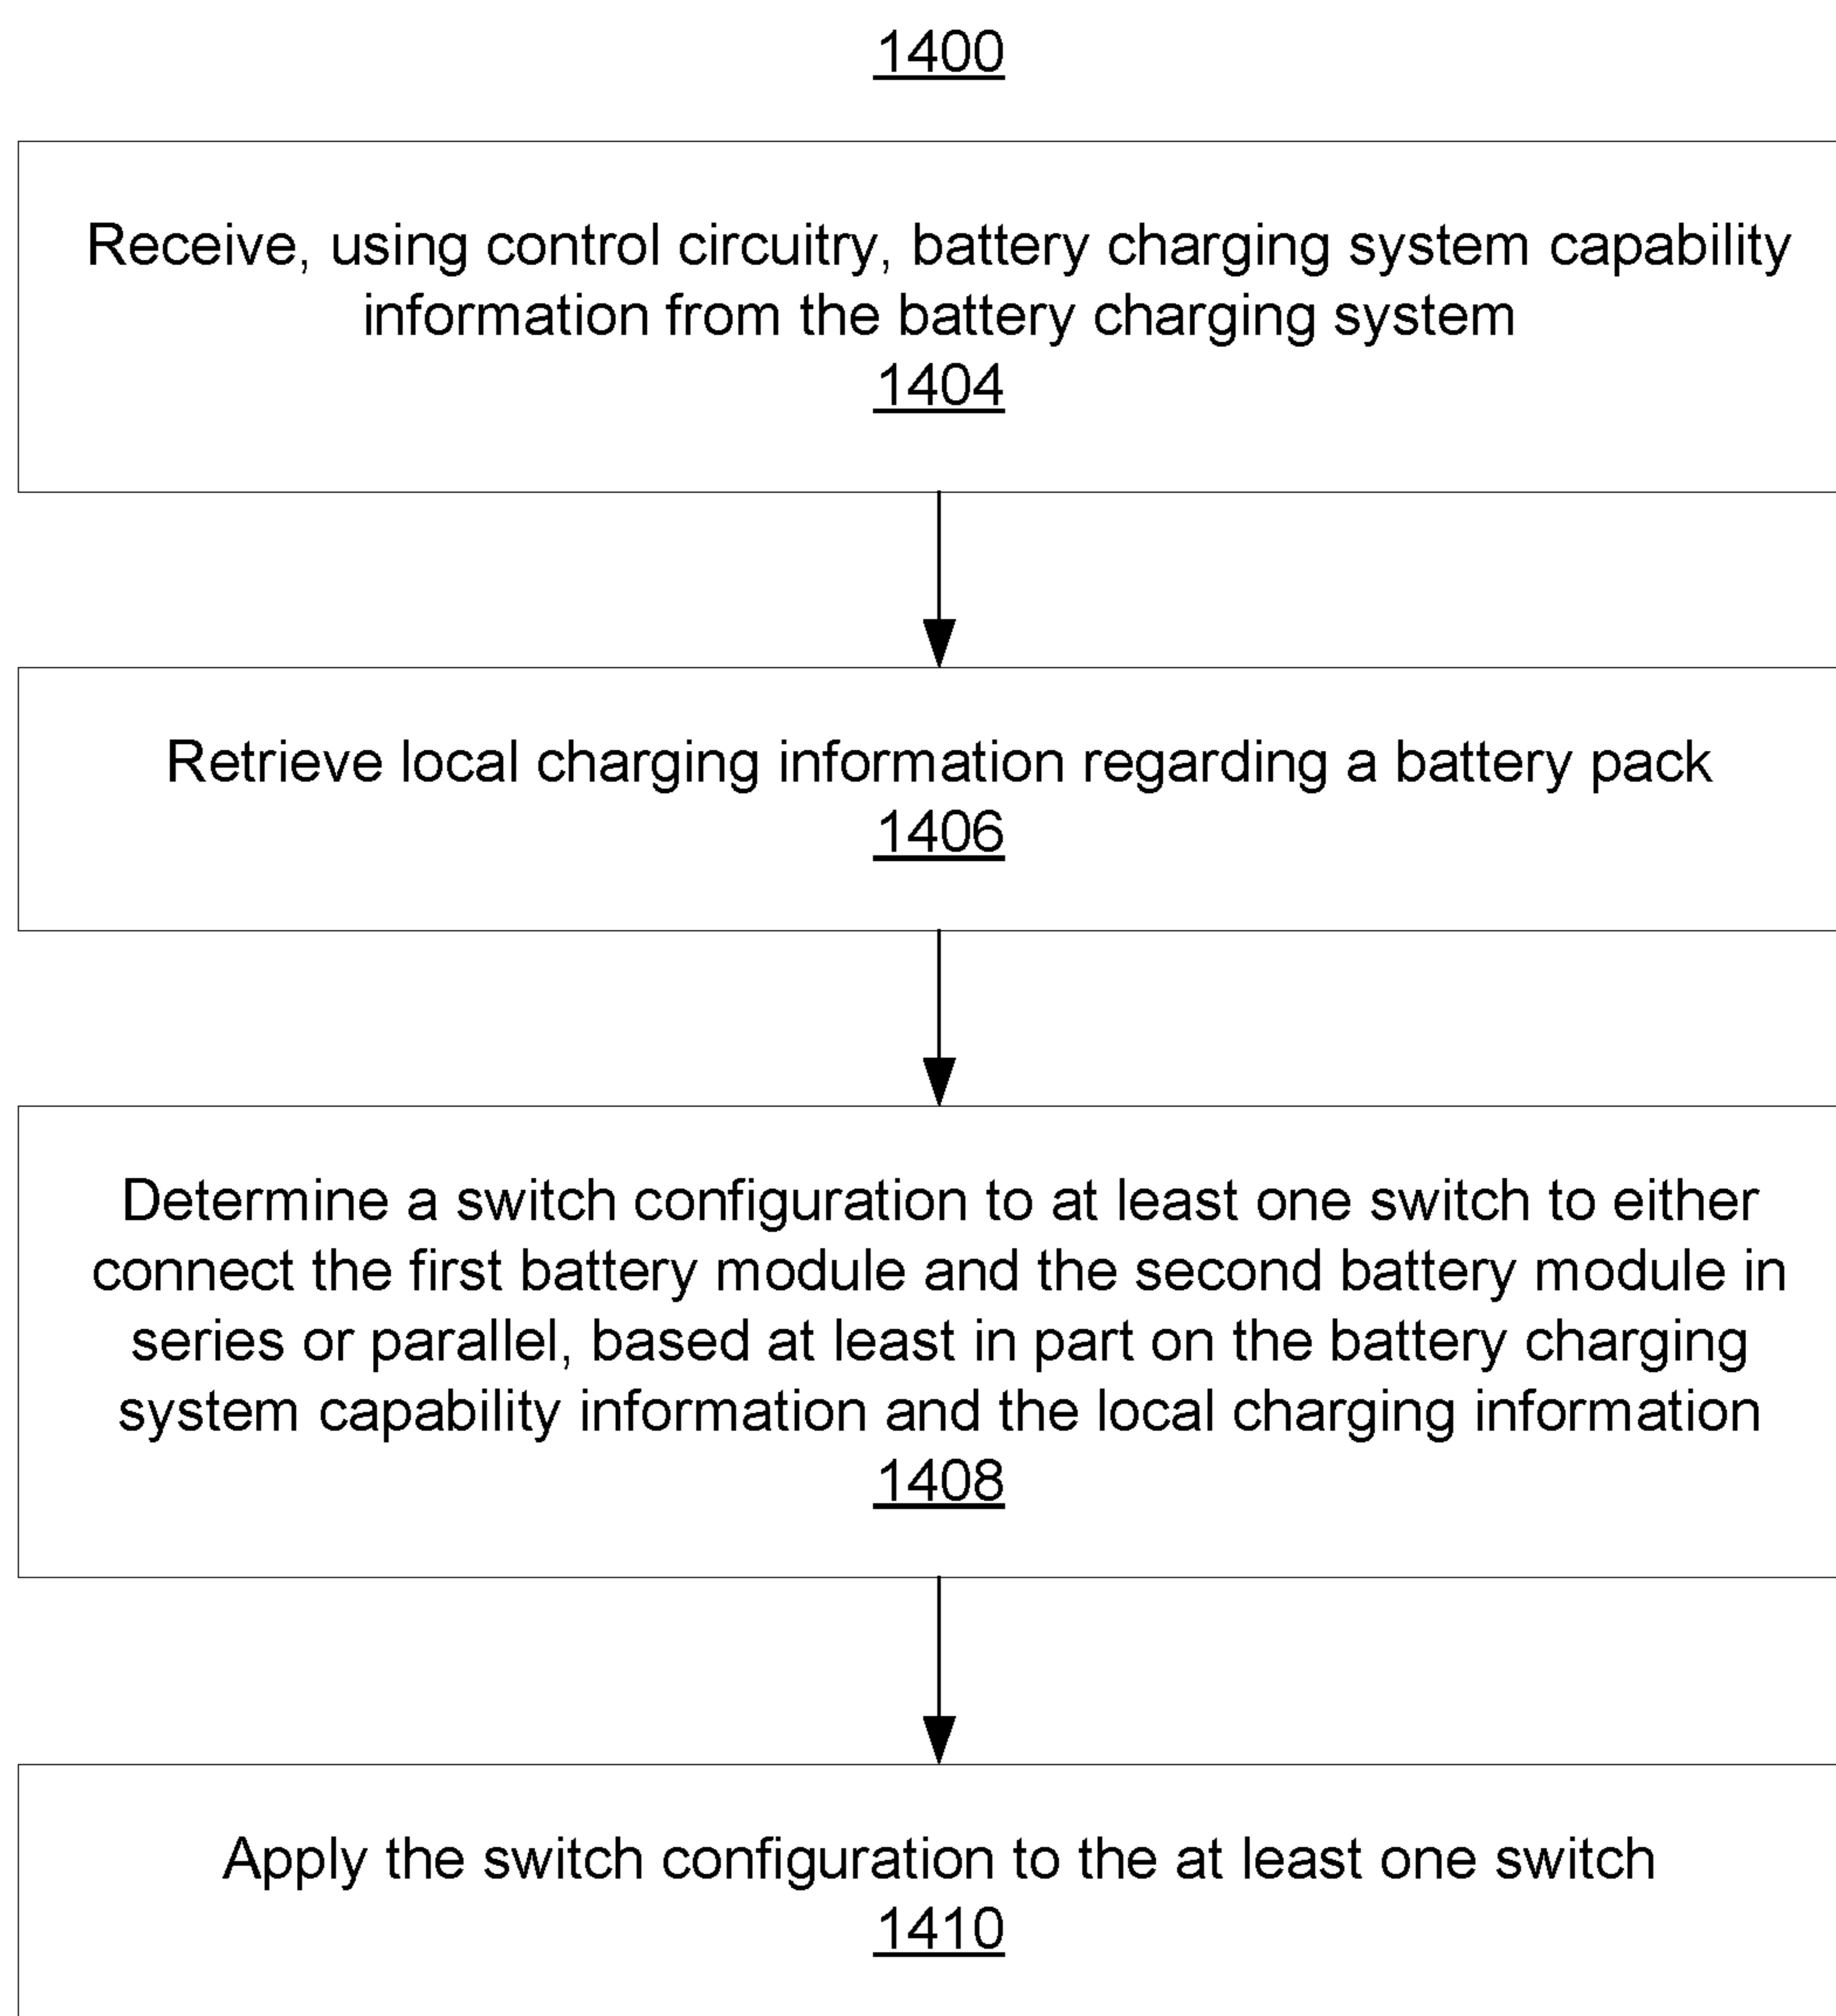 1400
Receive, using control circuitry, battery charging system capability
information from the battery charging system
1404
Retrieve local charging information regarding a battery pack
1406
Determine a switch configuration to at least one switch to either
connect the first battery module and the second battery module in
series or parallel, based at least in part on the battery charging
system capability information and the local charging information
1408
Apply the switch configuration to the at least one switch
1410